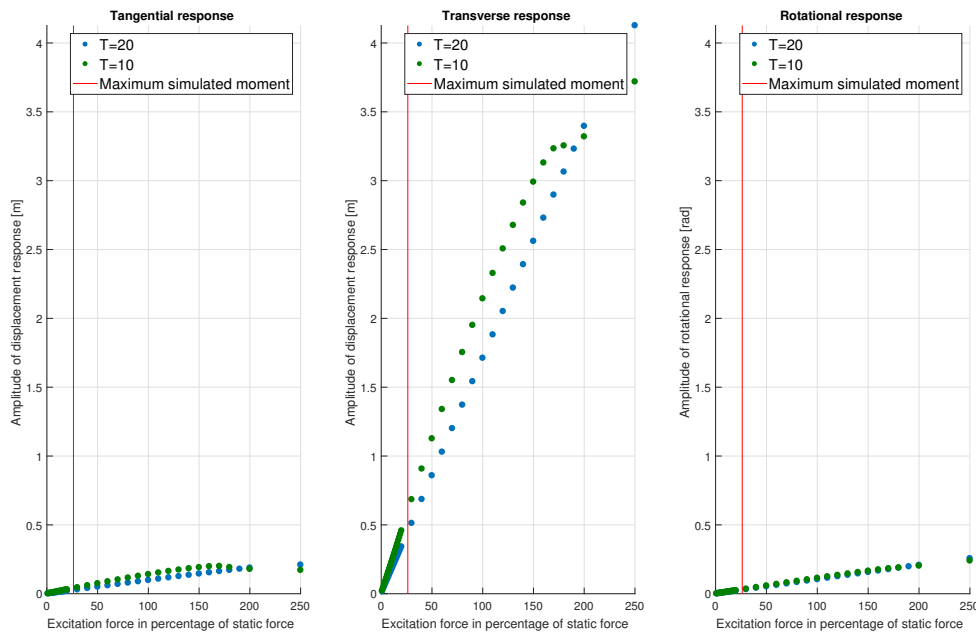 Tangential response
T=20
T=10
Maximum simulated moment
Amplitude of displacement response [m]
4
3.5
3
2.5
2
1.5
1
0.5
0
0 50 100 150 200 250
Excitation force in percentage of static force
Transverse response
T=20
T=10
Maximum simulated moment
Amplitude of displacement response [m]
4
3.5
3
2.5
2
1.5
1
0.5
0
0 50 100 150 200 250
Excitation force in percentage of static force
Rotational response
T=20
T=10
Maximum simulated moment
Amplitude of rotational response [rad]
4
3.5
3
2.5
2
1.5
1
0.5
0
0 50 100 150 200 250
Excitation force in percentage of static force